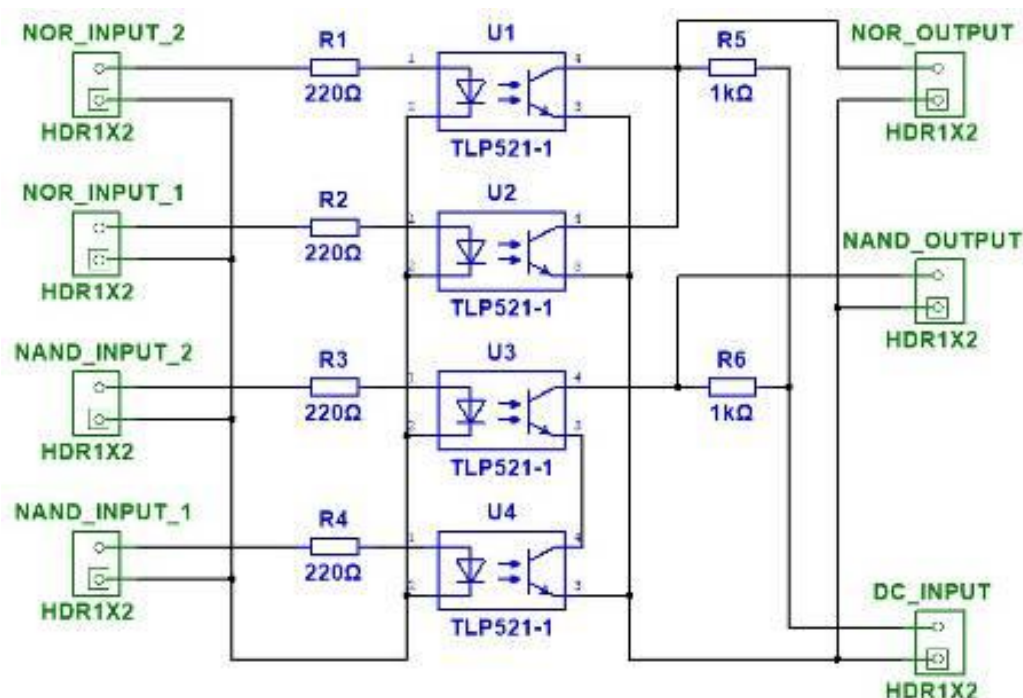 NOR_INPUT_2
R1
U1
R5
NOR_OUTPUT
220Ω
1kΩ
HDR1X2
TLP521-1
HDR1X2
NOR_INPUT_1
R2
U2
220Ω
NAND_OUTPUT
HDR1X2
TLP521-1
HDR1X2
NAND_INPUT_2
R3
U3
R6
220Ω
1kΩ
HDR1X2
TLP521-1
NAND_INPUT_1
R4
U4
220Ω
DC_INPUT
HDR1X2
TLP521-1
HDR1X2